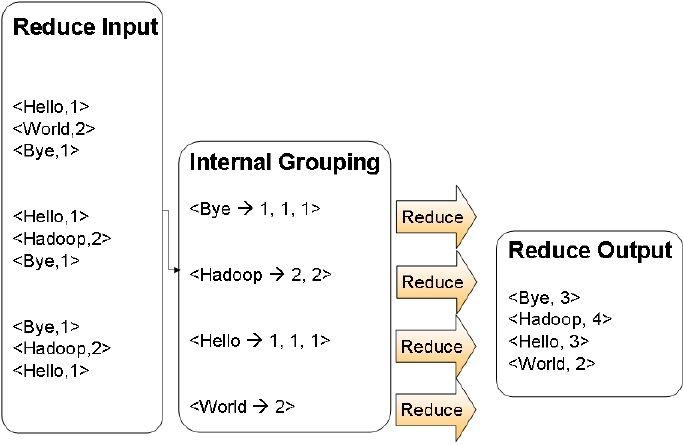 Reduce Input
<Hello,1>
<World,2>
<Bye,1>
<Hello,1>
<Hadoop,2>
<Bye,1>
<Bye,1>
<Hadoop,2>
<Hello,1>
Internal Grouping
<Bye → 1, 1, 1>
<Hadoop → 2, 2>
<Hello → 1, 1, 1>
<World → 2>
Reduce
Reduce
Reduce
Reduce
Reduce Output
<Bye, 3>
<Hadoop, 4>
<Hello, 3>
<World, 2>